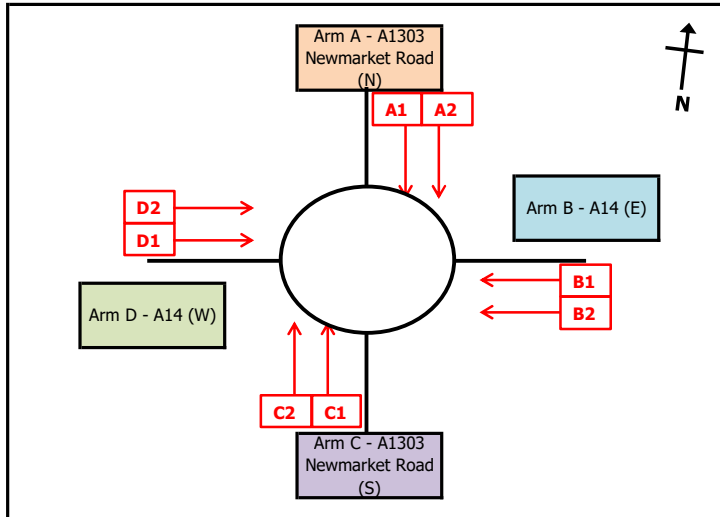 Arm A - A1303
Newmarket Road
(N)
N
A1 A2
D2
D1
Arm B - A14 (E)
B1
B2
Arm D - A14 (W)
C2 C1
Arm C - A1303
Newmarket Road
(S)